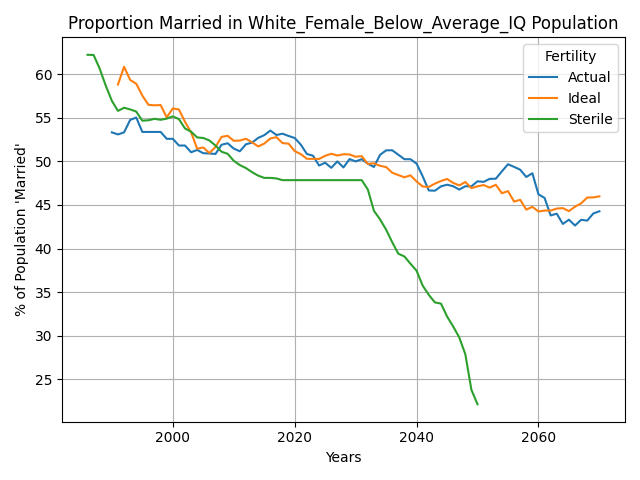 Proportion Married in White_Female_Below_Average_IQ Population
Fertility
Actual
Ideal
Sterile
% of Population 'Married'
60
55
50
45
40
35
30
25
2000
2020
2040
2060
Years